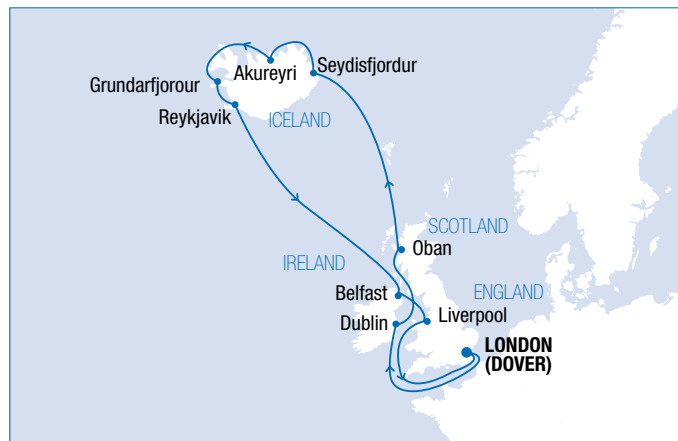 Seydisfjordur
Akureyri
Grundarfjorour
Reykjavik
ICELAND
SCOTLAND
Oban
IRELAND
Belfast
ENGLAND
Liverpool
Dublin
LONDON
(DOVER)